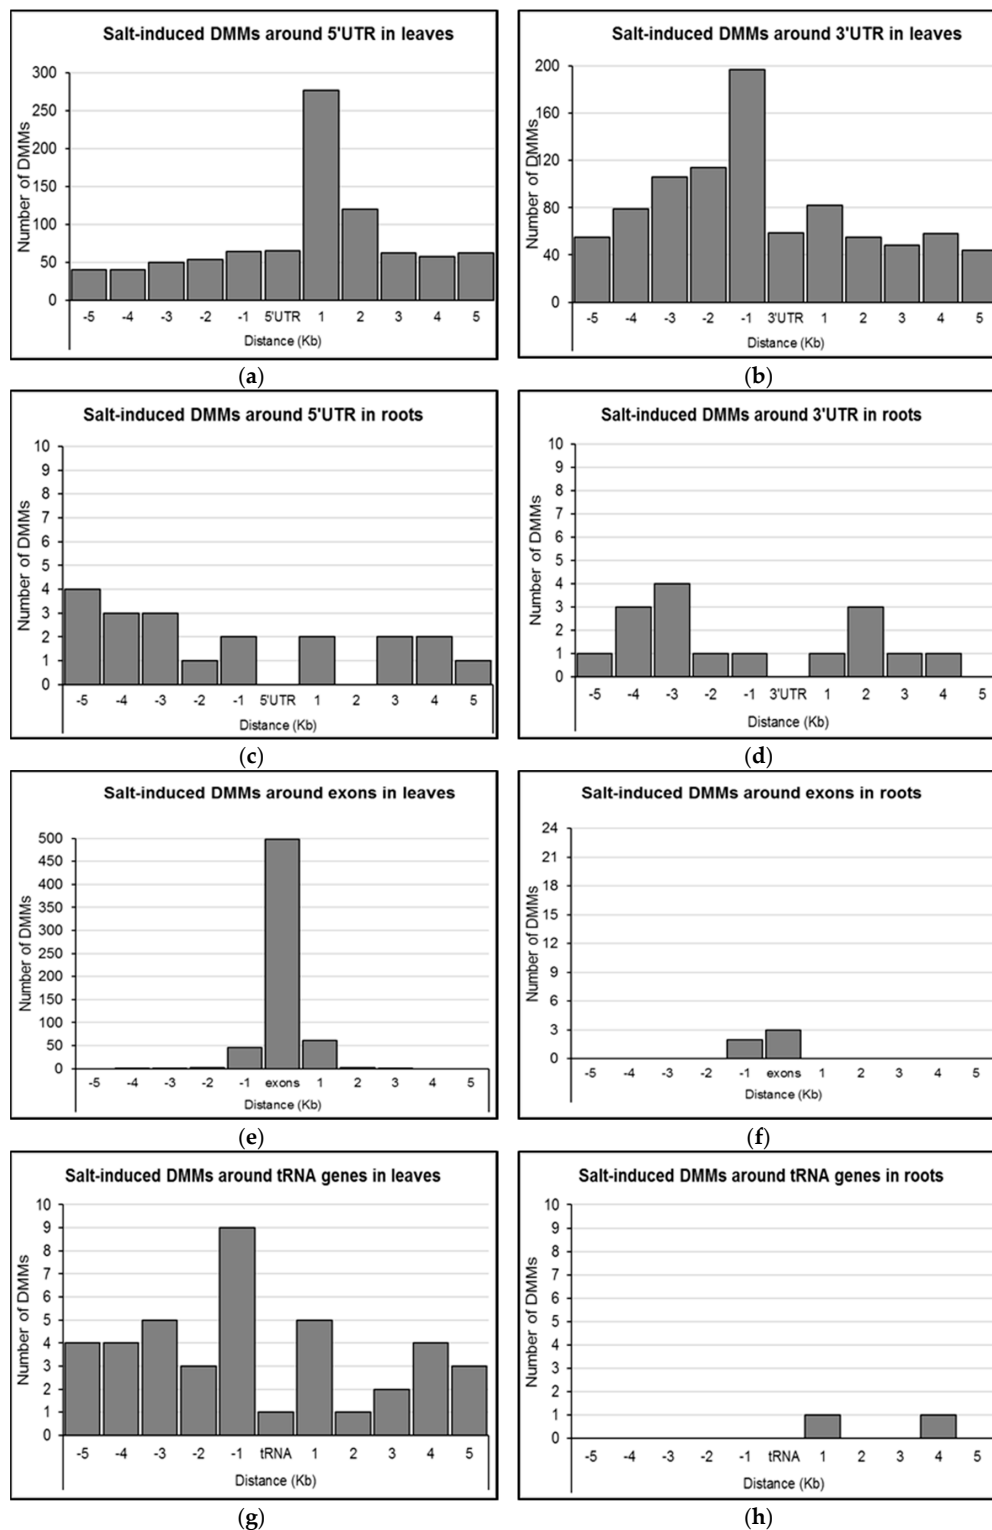 Salt-induced DMMs around 5'UTR in leaves
Number of DMMs
300
250
200
150
100
50
0
-5 -4 -3 -2 -1 5'UTR 1 2 3 4 5
Distance (Kb)
(a)
Salt-induced DMMs around 3'UTR in leaves
Number of DMMs
200
160
120
80
40
0
-5 -4 -3 -2 -1 3'UTR 1 2 3 4 5
Distance (Kb)
(b)
Salt-induced DMMs around 5'UTR in roots
Number of DMMs
10
9
8
7
6
5
4
3
2
1
0
-5 -4 -3 -2 -1 5'UTR 1 2 3 4 5
Distance (Kb)
(c)
Salt-induced DMMs around 3'UTR in roots
Number of DMMs
10
9
8
7
6
5
4
3
2
1
0
-5 -4 -3 -2 -1 3'UTR 1 2 3 4 5
Distance (Kb)
(d)
Salt-induced DMMs around exons in leaves
Number of DMMs
500
450
400
350
300
250
200
150
100
50
0
-5 -4 -3 -2 -1 exons 1 2 3 4 5
Distance (Kb)
(e)
Salt-induced DMMs around exons in roots
Number of DMMs
24
21
18
15
12
9
6
3
0
-5 -4 -3 -2 -1 exons 1 2 3 4 5
Distance (Kb)
(f)
Salt-induced DMMs around tRNA genes in leaves
Number of DMMs
10
9
8
7
6
5
4
3
2
1
0
-5 -4 -3 -2 -1 tRNA 1 2 3 4 5
Distance (Kb)
(g)
Salt-induced DMMs around tRNA genes in roots
Number of DMMs
10
9
8
7
6
5
4
3
2
1
0
-5 -4 -3 -2 -1 tRNA 1 2 3 4 5
Distance (Kb)
(h)